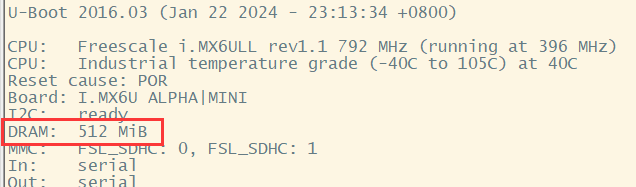 U-Boot 2016.03 (Jan 22 2024 - 23:13:34 +0800)
CPU:   Freescale i.MX6ULL rev1.1 792 MHz (running at 396 MHz)
CPU:   Industrial temperature grade (-40C to 105C) at 40C
Reset cause: POR
Board: I.MX6U ALPHA|MINI
I2C:   ready
DRAM:  512 MiB
MMC:   FSL_SDHC: 0, FSL_SDHC: 1
In:    serial
Out:   serial